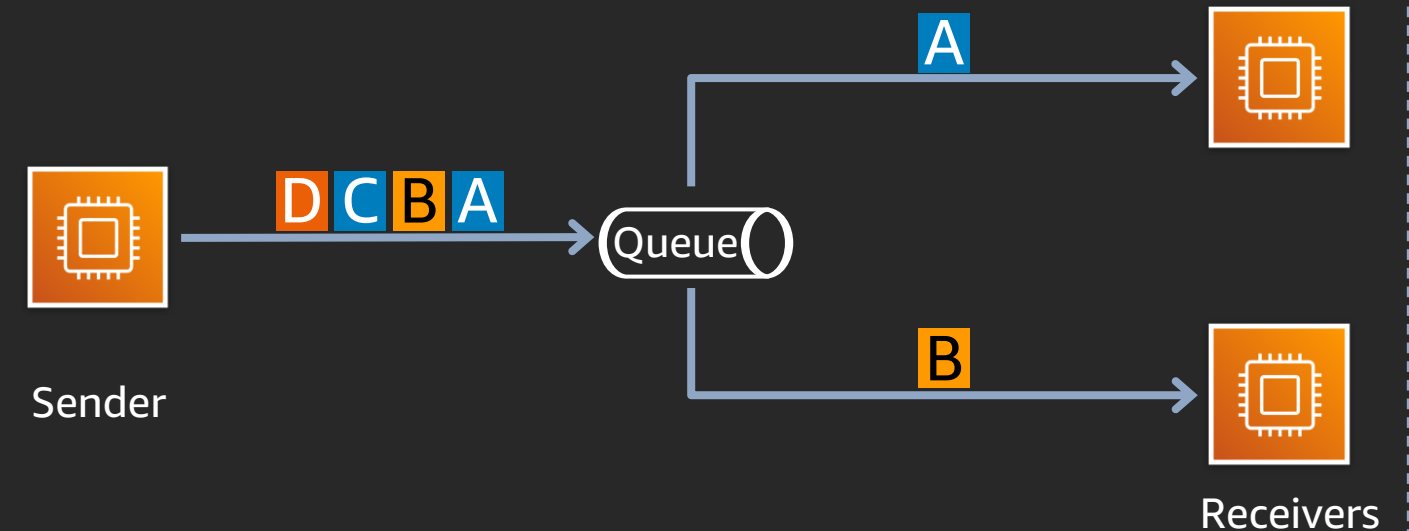 A
D C B A
Queue
B
Sender
Receivers